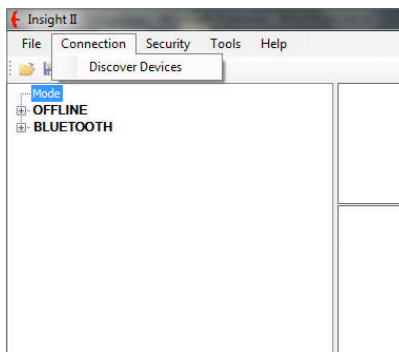 Insight II
File Connection Security Tools Help
Discover Devices
Mode
OFFLINE
BLUETOOTH